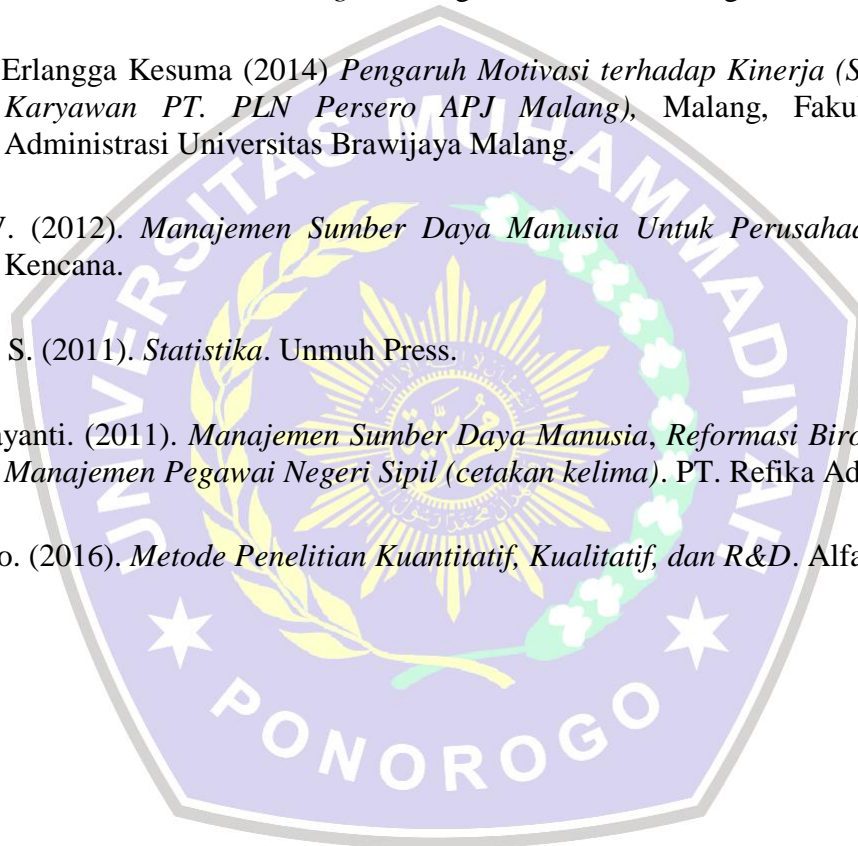 Erlangga Kesuma (2014) Pengaruh Motivasi terhadap Kinerja (S
Karyawan PT. PLN Persero APJ Malang), Malang, Fakul
Administrasi Universitas Brawijaya Malang.
. (2012). Manajemen Sumber Daya Manusia Untuk Perusahaa
Kencana.
S. (2011). Statistika. Unmuh Press.
ayanti. (2011). Manajemen Sumber Daya Manusia, Reformasi Biro
Manajemen Pegawai Negeri Sipil (cetakan kelima). PT. Refika Ad
o. (2016). Metode Penelitian Kuantitatif, Kualitatif, dan R&D. Alfa
UNIVERSITAS MUHAMMADIYAH
PONOROGO